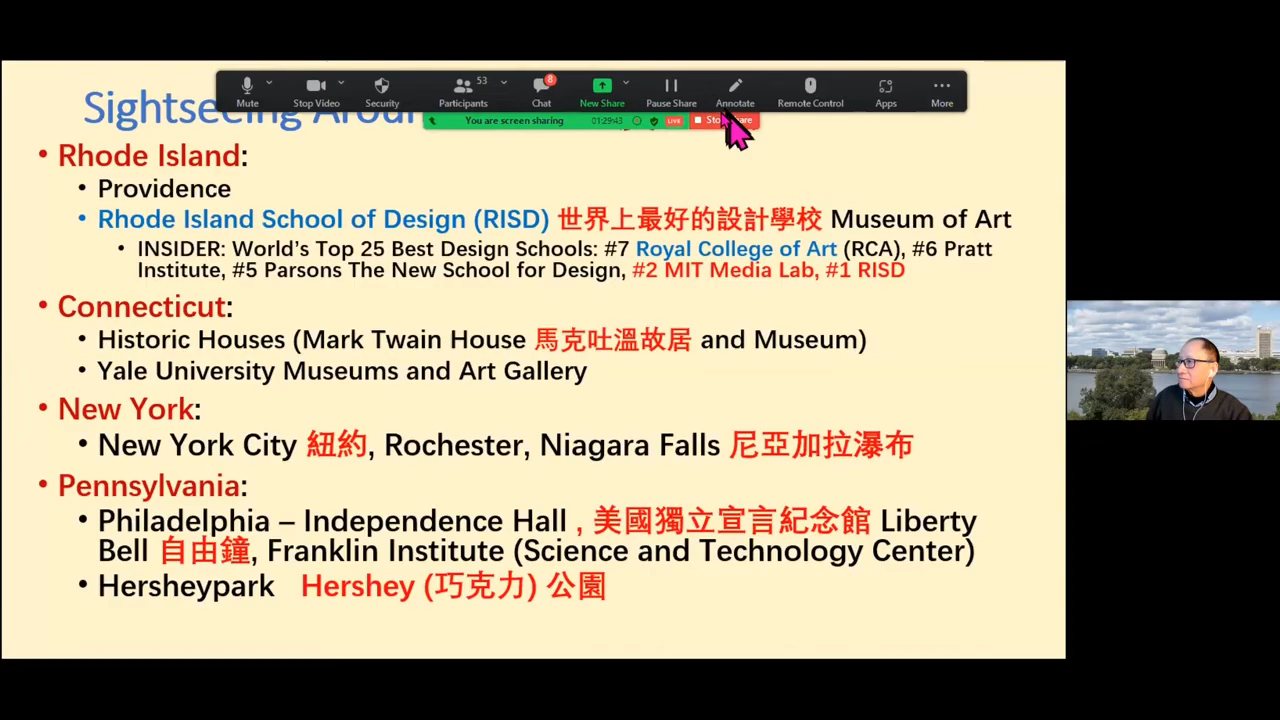 53
8
Mute
Stop Video
Security
Participants
Chat
New Share
Pause Share
Annotate
Remote Control
Apps
More
Sightseeing
You are screen sharing
01:29:43
LIVE
• Rhode Island:
• Providence
• Rhode Island School of Design (RISD) 世界上最好的設計學校 Museum of Art
• INSIDER: World’s Top 25 Best Design Schools: #7 Royal College of Art (RCA), #6 Pratt
Institute, #5 Parsons The New School for Design, #2 MIT Media Lab, #1 RISD
• Connecticut:
• Historic Houses (Mark Twain House 馬克吐溫故居 and Museum)
• Yale University Museums and Art Gallery
• New York:
• New York City 紐約, Rochester, Niagara Falls 尼亞加拉瀑布
• Pennsylvania:
• Philadelphia – Independence Hall , 美國獨立宣言紀念館 Liberty
Bell 自由鐘, Franklin Institute (Science and Technology Center)
• Hersheypark Hershey (巧克力) 公園